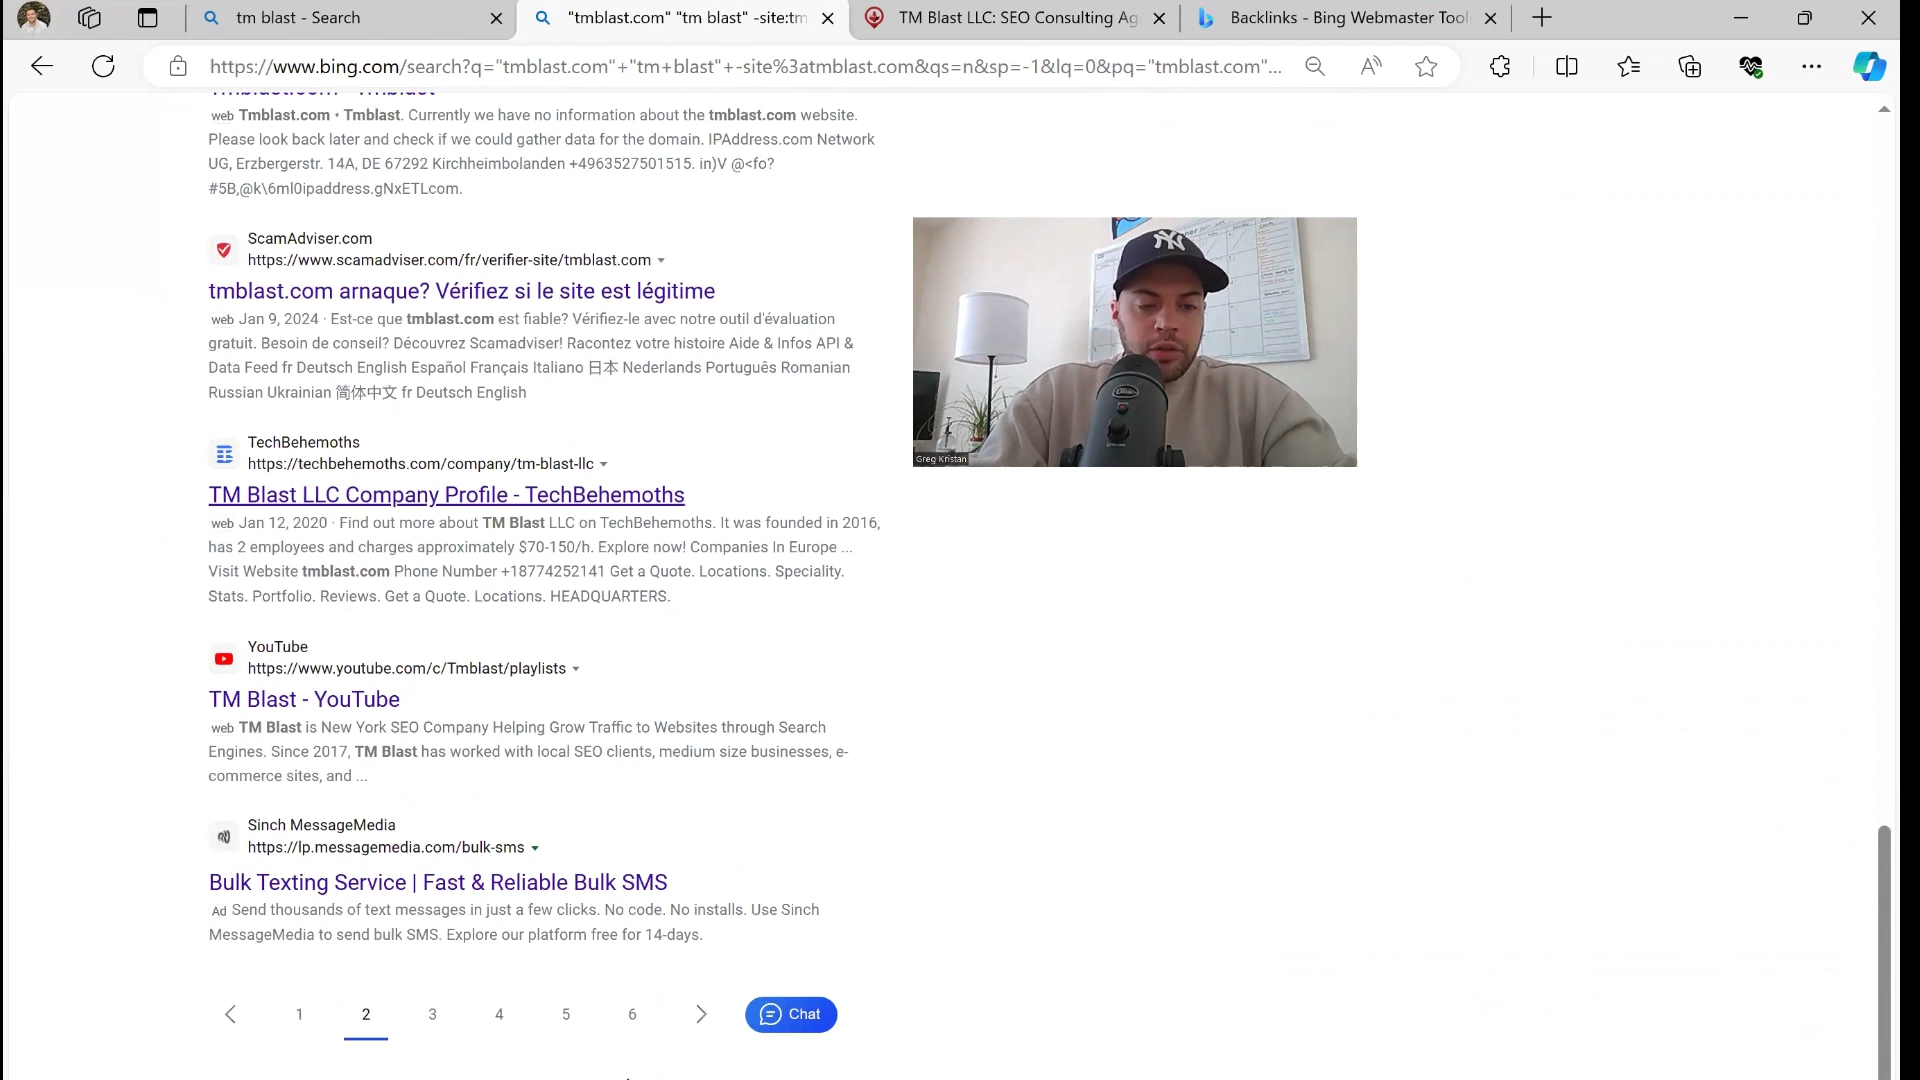 tm blast - Search
"tmblast.com" "tm blast" -site:tm
TM Blast LLC: SEO Consulting Ag
Backlinks - Bing Webmaster Tool
https://www.bing.com/search?q="tmblast.com"+"tm+blast"+-site%3atmblast.com&qs=n&sp=-1&lq=0&pq="tmblast.com"...
web Tmblast.com • Tmblast. Currently we have no information about the tmblast.com website.
Please look back later and check if we could gather data for the domain. IPAddress.com Network
UG, Erzbergerstr. 14A, DE 67292 Kirchheimbolanden +4963527501515. in)V @<fo?
#5B,@k\6ml0ipaddress.gNxETLcom.
ScamAdviser.com
https://www.scamadviser.com/fr/verifier-site/tmblast.com
tmblast.com arnaque? Vérifiez si le site est légitime
web Jan 9, 2024 · Est-ce que tmblast.com est fiable? Vérifiez-le avec notre outil d'évaluation
gratuit. Besoin de conseil? Découvrez Scamadviser! Racontez votre histoire Aide & Infos API &
Data Feed fr Deutsch English Español Français Italiano 日本 Nederlands Português Romanian
Russian Ukrainian 简体中文 fr Deutsch English
Greg Kristan
TechBehemoths
https://techbehemoths.com/company/tm-blast-llc
TM Blast LLC Company Profile - TechBehemoths
web Jan 12, 2020 · Find out more about TM Blast LLC on TechBehemoths. It was founded in 2016,
has 2 employees and charges approximately $70-150/h. Explore now! Companies In Europe ...
Visit Website tmblast.com Phone Number +18774252141 Get a Quote. Locations. Speciality.
Stats. Portfolio. Reviews. Get a Quote. Locations. HEADQUARTERS.
YouTube
https://www.youtube.com/c/Tmblast/playlists
TM Blast - YouTube
web TM Blast is New York SEO Company Helping Grow Traffic to Websites through Search
Engines. Since 2017, TM Blast has worked with local SEO clients, medium size businesses, e-
commerce sites, and ...
Sinch MessageMedia
https://lp.messagemedia.com/bulk-sms
Bulk Texting Service | Fast & Reliable Bulk SMS
Ad Send thousands of text messages in just a few clicks. No code. No installs. Use Sinch
MessageMedia to send bulk SMS. Explore our platform free for 14-days.
1 2 3 4 5 6 Chat